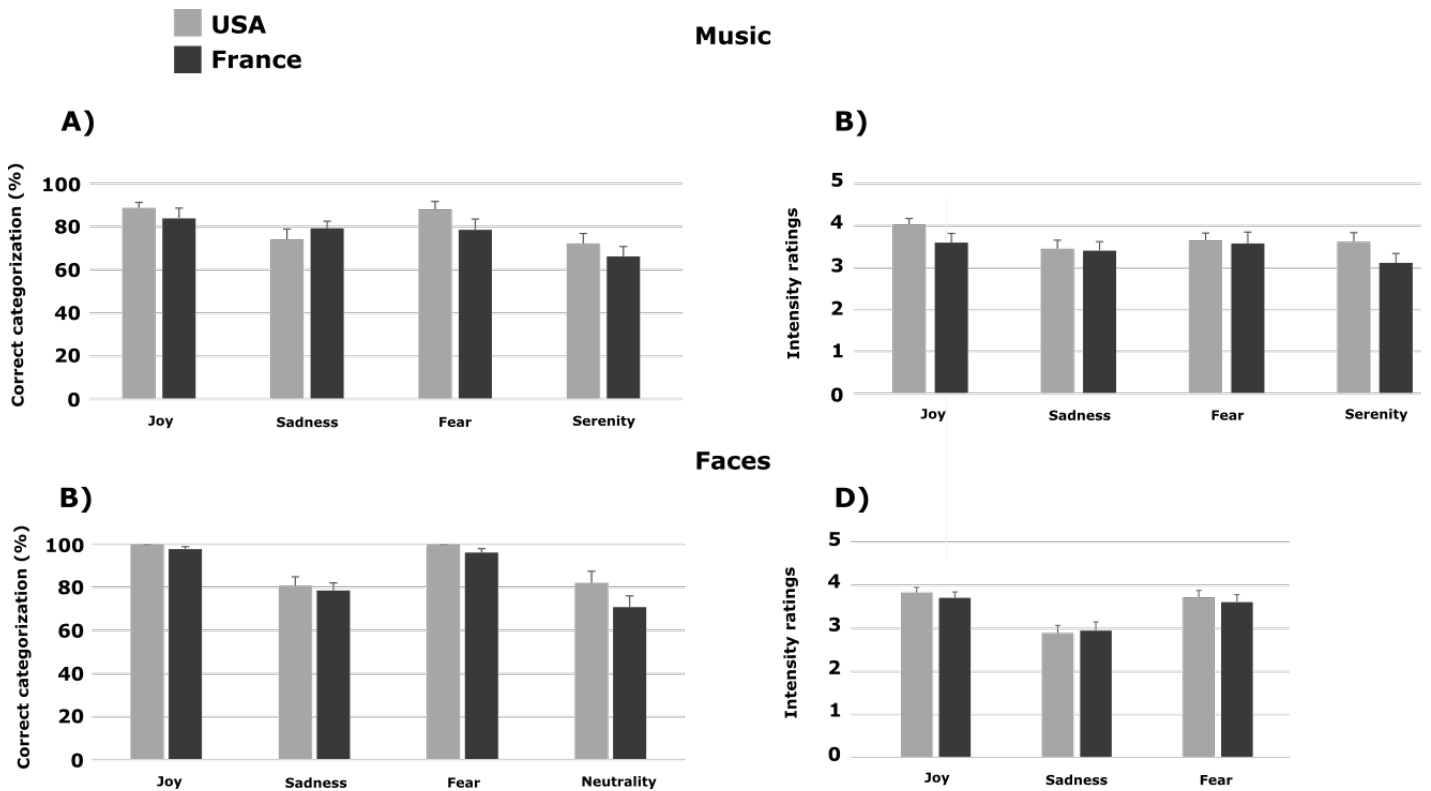 USA
France
Music
A)
Correct categorization (%)
100
80
60
40
20
0
Joy Sadness Fear Serenity
B)
Intensity ratings
5
4
3
2
1
0
Joy Sadness Fear Serenity
Faces
B)
Correct categorization (%)
100
80
60
40
20
0
Joy Sadness Fear Neutrality
D)
Intensity ratings
5
4
3
2
1
0
Joy Sadness Fear